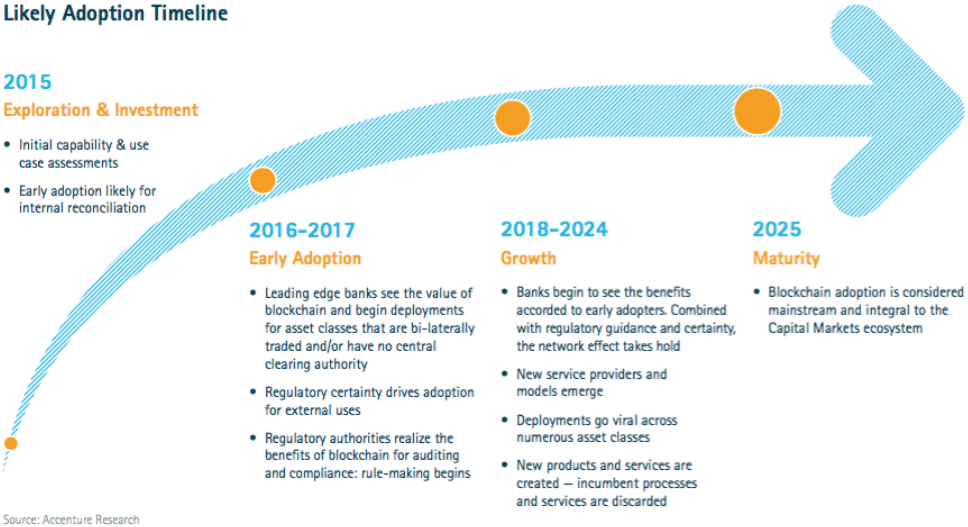 Likely Adoption Timeline
2015
Exploration & Investment
• Initial capability & use
case assessments
• Early adoption likely for
internal reconciliation
2016–2017
Early Adoption
• Leading edge banks see the value of
blockchain and begin deployments
for asset classes that are bi-laterally
traded and/or have no central
clearing authority
• Regulatory certainty drives adoption
for external uses
• Regulatory authorities realize the
benefits of blockchain for auditing
and compliance: rule-making begins
2018–2024
Growth
• Banks begin to see the benefits
accorded to early adopters. Combined
with regulatory guidance and certainty,
the network effect takes hold
• New service providers and
models emerge
• Deployments go viral across
numerous asset classes
• New products and services are
created — incumbent processes
and services are discarded
2025
Maturity
• Blockchain adoption is considered
mainstream and integral to the
Capital Markets ecosystem
Source: Accenture Research